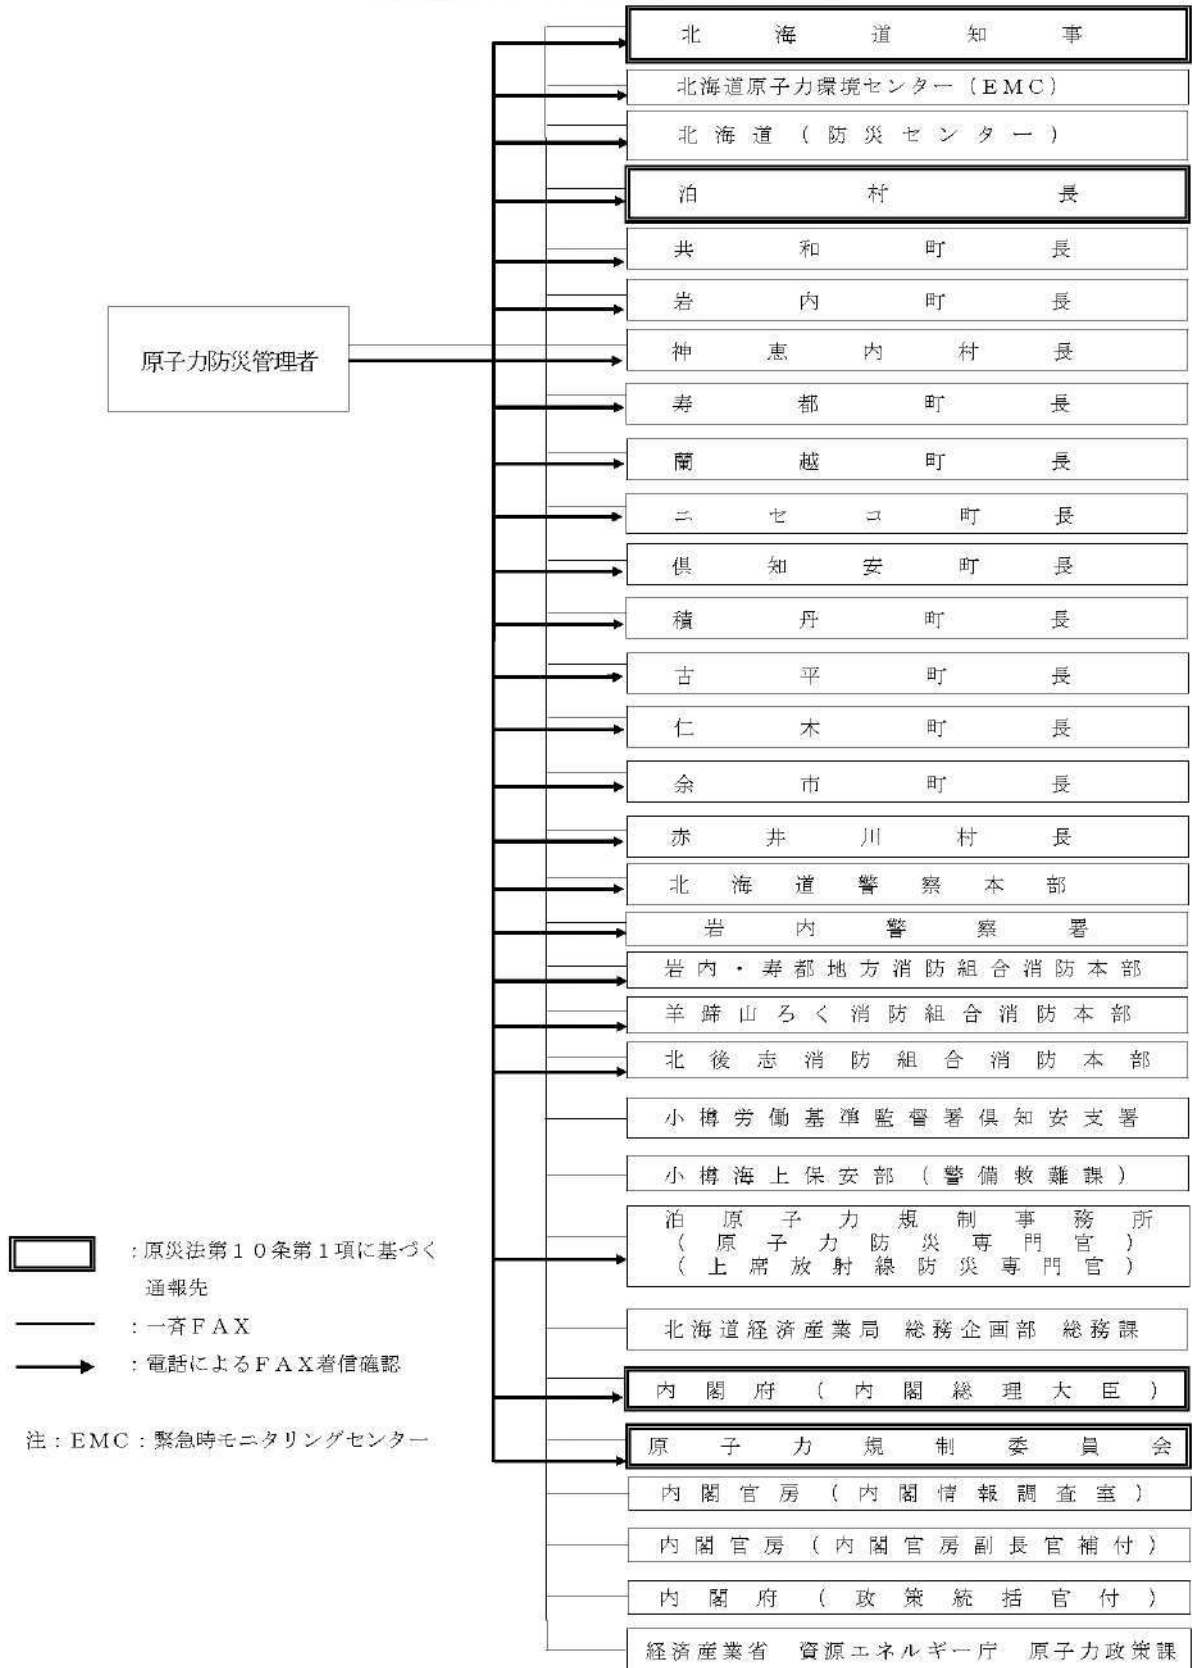 北海道知事
北海道原子力環境センター(EMC)
北海道(防災センター)
泊村長
共和町長
岩内町長
原子力防災管理者
神恵内村長
寿都町長
蘭越町長
ニセコ町長
倶知安町長
積丹町長
古平町長
仁木町長
余市町長
赤井川村長
北海道警察本部
岩内警察署
岩内・寿都地方消防組合消防本部
羊蹄山ろく消防組合消防本部
北後志消防組合消防本部
小樽労働基準監督署倶知安支署
小樽海上保安部(警備救難課)
泊原子力規制事務所
(原子力防災専門官)
(上席放射線防災専門官)
北海道経済産業局 総務企画部 総務課
内閣府(内閣総理大臣)
原子力規制委員会
内閣官房(内閣情報調査室)
内閣官房(内閣官房副長官補付)
内閣府(政策統括官付)
経済産業省 資源エネルギー庁 原子力政策課
:原災法第10条第1項に基づく
通報先
:一斉FAX
:電話によるFAX着信確認
注:EMC:緊急時モニタリングセンター